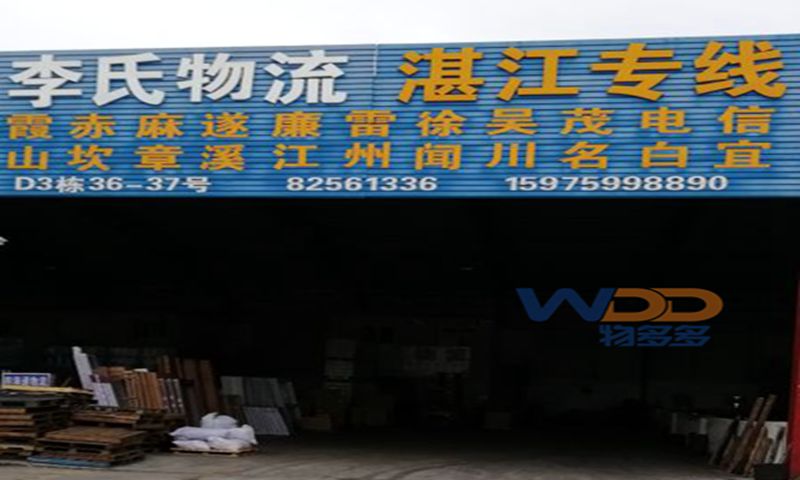 李氏物流 湛江专线
霞赤麻遂廉雷徐吴茂电信
山坎章溪江州闻川名白宜
D3栋36-37号 82561336 15975998890
WDD
物多多